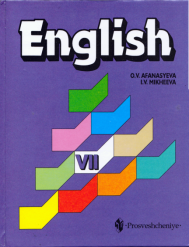 English
O.V. AFANASYEVA
I.V. MIKHEEVA
VII
·Prosveshcheniye·